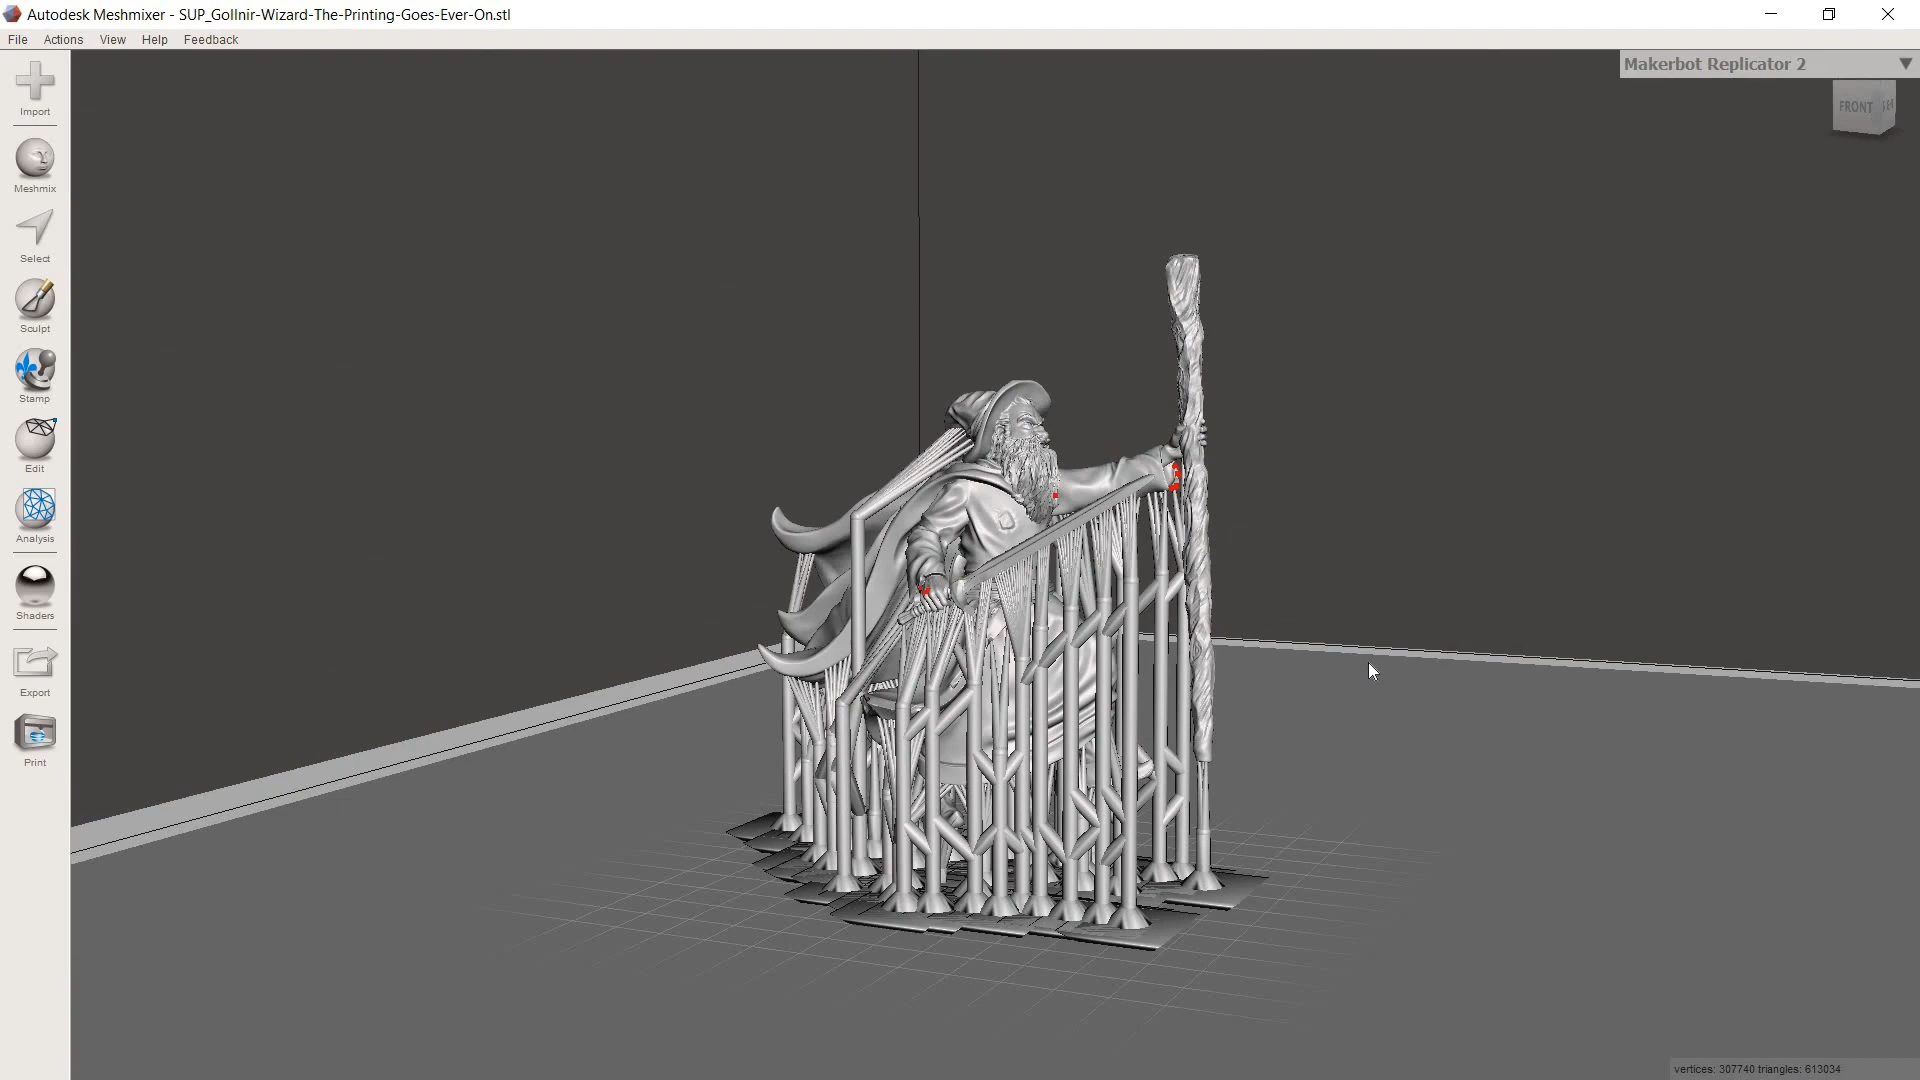 Autodesk Meshmixer - SUP_Gollnir-Wizard-The-Printing-Goes-Ever-On.stl
File Actions View Help Feedback
Makerbot Replicator 2
FRONT
Import
Meshmix
Select
Sculpt
Stamp
Edit
Analysis
Shaders
Export
Print
vertices: 307740 triangles: 613034